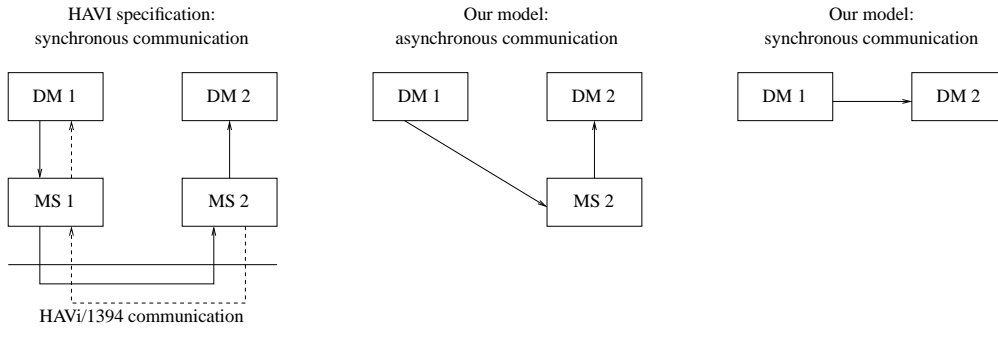 HAVI specification:
synchronous communication
DM 1
DM 2
MS 1
MS 2
HAVi/1394 communication
Our model:
asynchronous communication
DM 1
DM 2
MS 2
Our model:
synchronous communication
DM 1
DM 2